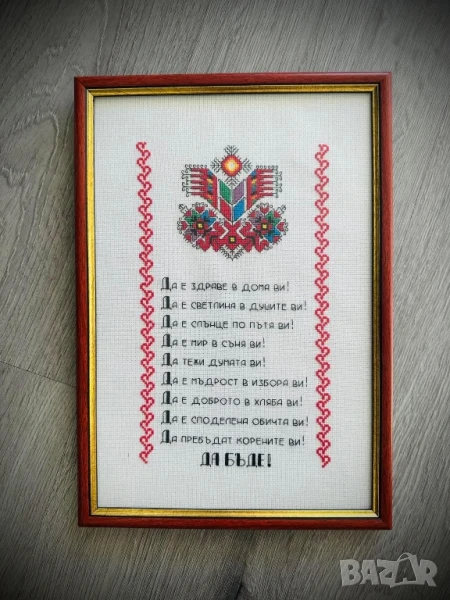 Да е здраве в дома ви!
Да е светлина в душите ви!
Да е слънце по пътя ви!
Да е мир в съня ви!
Да тежи думата ви!
Да е мъдрост в избора ви!
Да е доброто в хляба ви!
Да е споделена обичта ви!
Да пребъдат корените ви!
ДА БЪДЕ!
BAZAR